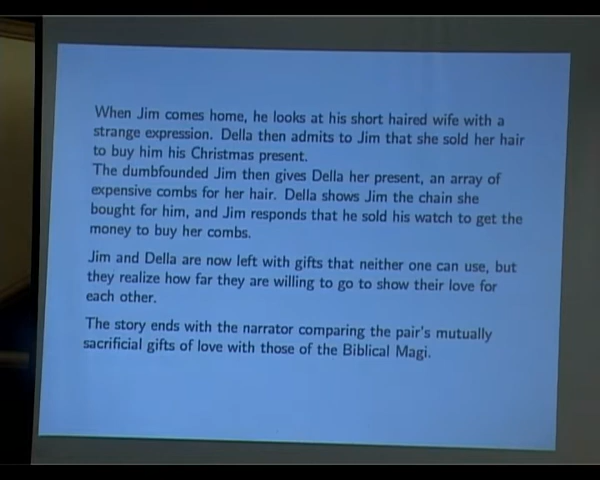 When Jim comes home, he looks at his short haired wife with a
strange expression. Della then admits to Jim that she sold her hair
to buy him his Christmas present.
The dumbfounded Jim then gives Della her present, an array of
expensive combs for her hair. Della shows Jim the chain she
bought for him, and Jim responds that he sold his watch to get the
money to buy her combs.
Jim and Della are now left with gifts that neither one can use, but
they realize how far they are willing to go to show their love for
each other.
The story ends with the narrator comparing the pair's mutually
sacrificial gifts of love with those of the Biblical Magi.